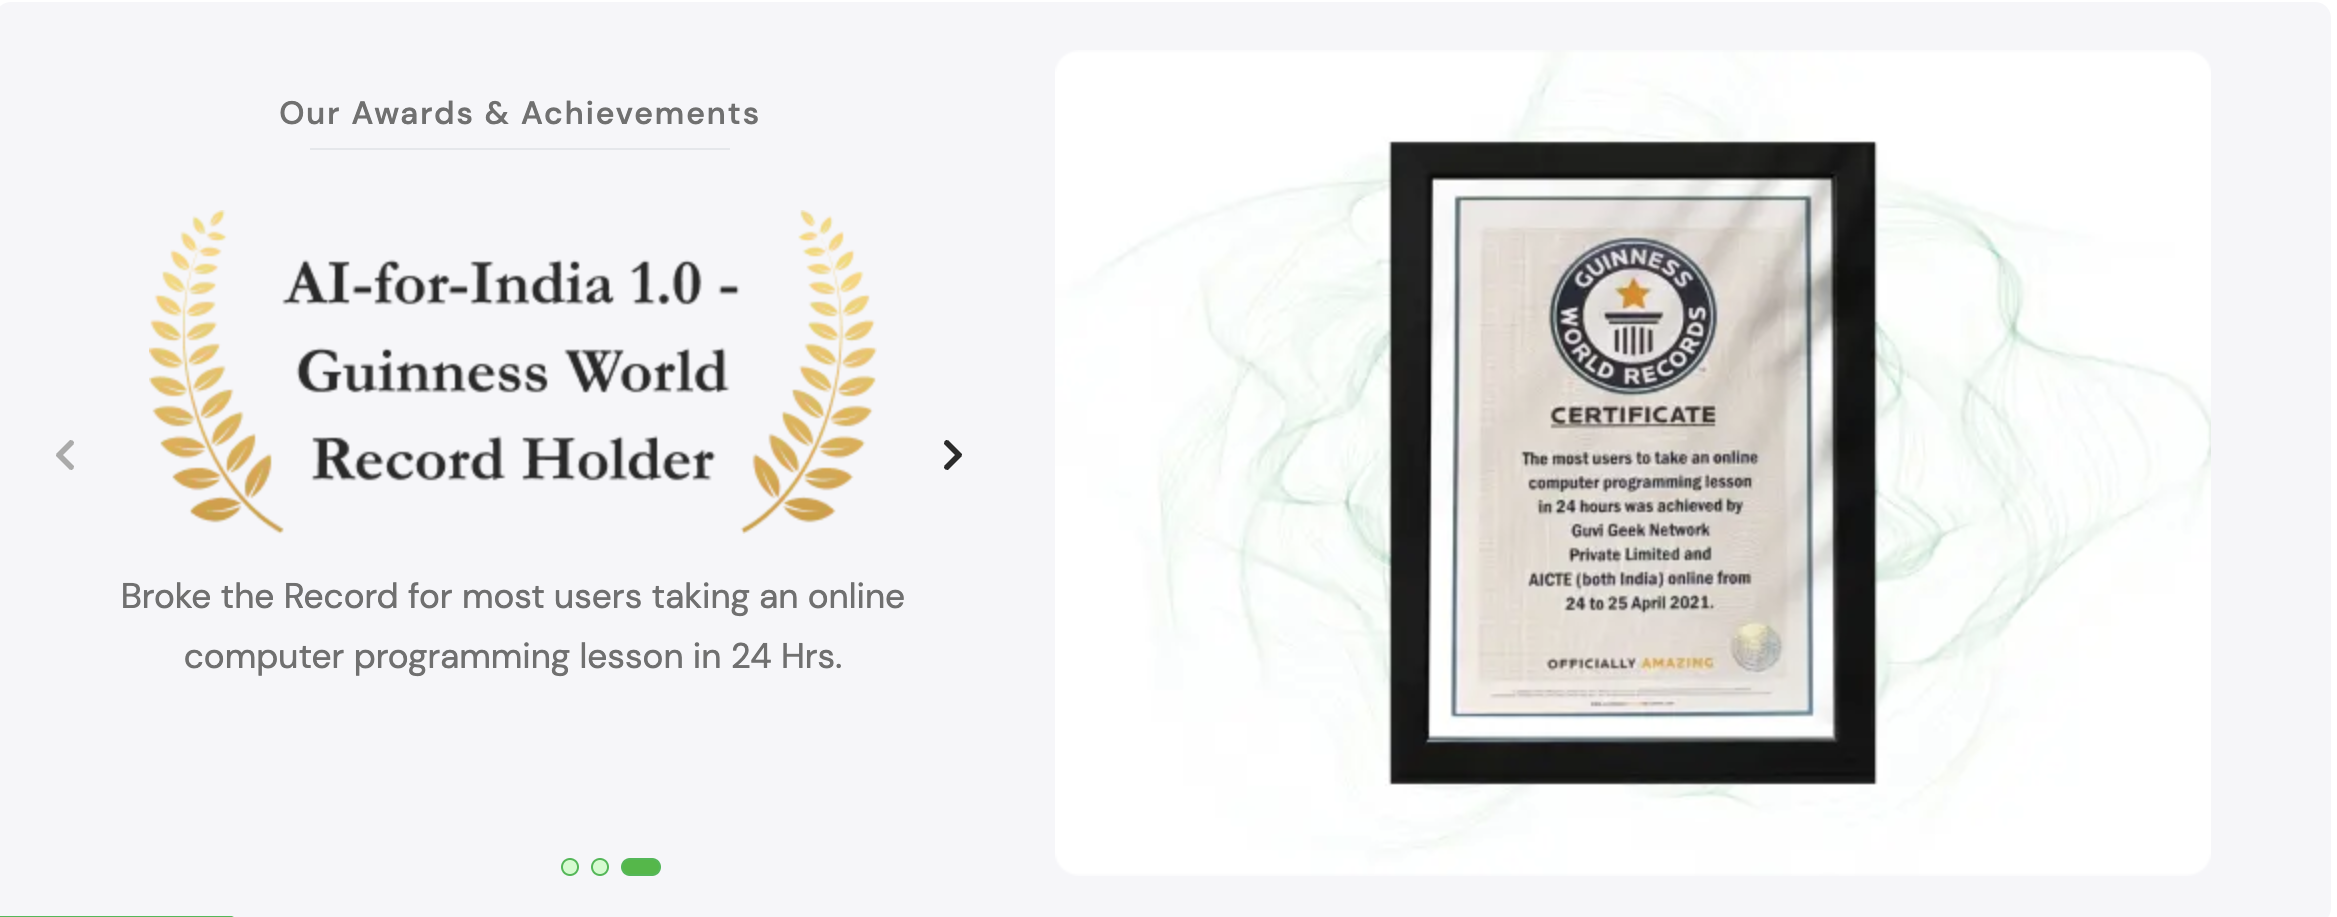 Our Awards & Achievements
AI-for-India 1.0 -
Guinness World
Record Holder
Broke the Record for most users taking an online
computer programming lesson in 24 Hrs.
GUINNESS
WORLD RECORDS
CERTIFICATE
The most users to take an online
computer programming lesson
in 24 hours was achieved by
Guvi Geek Network
Private Limited and
AICTE (both India) online from
24 to 25 April 2021.
OFFICIALLY AMAZING